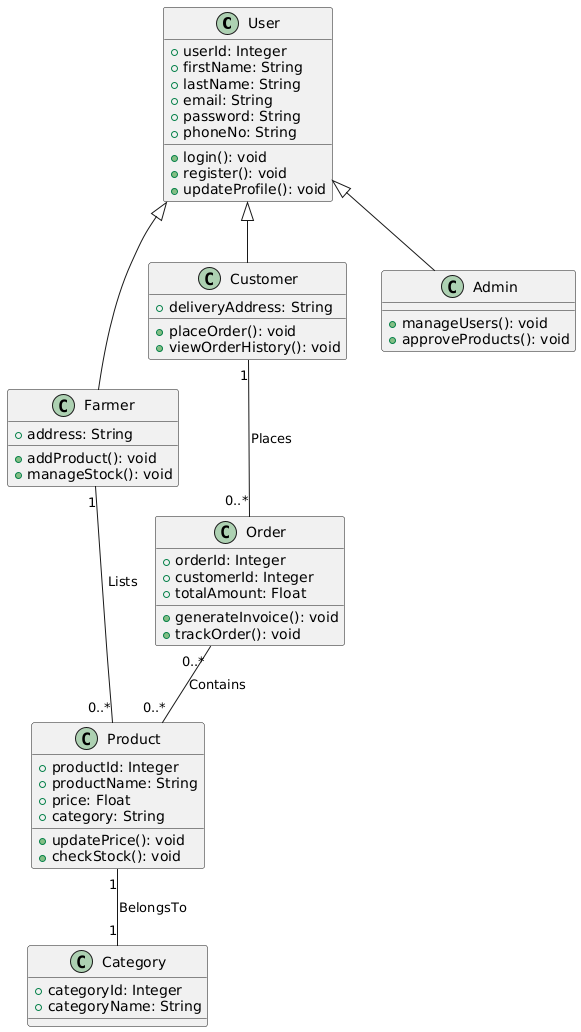 C User
+ userId: Integer
+ firstName: String
+ lastName: String
+ email: String
+ password: String
+ phoneNo: String
+ login(): void
+ register(): void
+ updateProfile(): void
C Customer
+ deliveryAddress: String
+ placeOrder(): void
+ viewOrderHistory(): void
C Admin
+ manageUsers(): void
+ approveProducts(): void
1
Places
0..*
C Farmer
+ address: String
+ addProduct(): void
+ manageStock(): void
1
Lists
0..*
C Order
+ orderId: Integer
+ customerId: Integer
+ totalAmount: Float
+ generateInvoice(): void
+ trackOrder(): void
0..*
Contains
0..*
C Product
+ productId: Integer
+ productName: String
+ price: Float
+ category: String
+ updatePrice(): void
+ checkStock(): void
1
BelongsTo
1
C Category
+ categoryId: Integer
+ categoryName: String